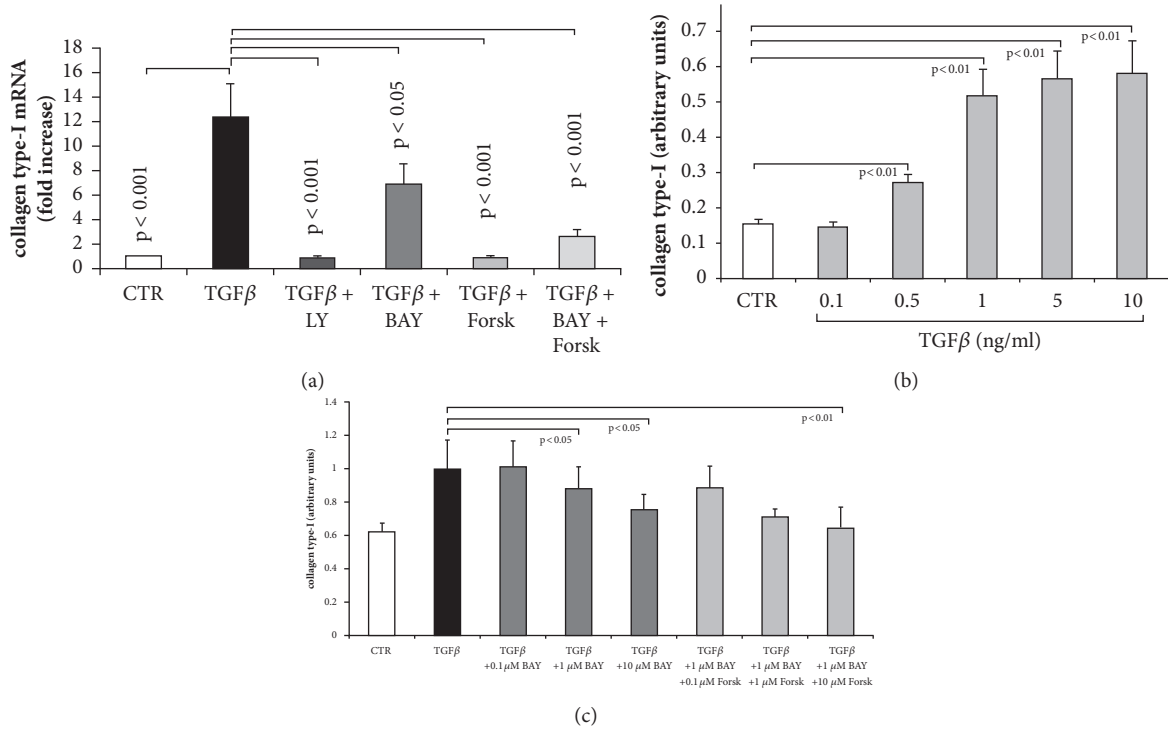 collagen type-I mRNA
(fold increase)
18
16
14
12
10
8
6
4
2
0
p < 0.001
p < 0.001
p < 0.05
p < 0.001
p < 0.001
CTR
TGFβ
TGFβ +
LY
TGFβ +
BAY
TGFβ +
Forsk
TGFβ +
BAY +
Forsk
(a)
collagen type-I (arbitrary units)
0.7
0.6
0.5
0.4
0.3
0.2
0.1
0
p < 0.01
p < 0.01
p < 0.01
p < 0.01
CTR
0.1
0.5
1
5
10
TGFβ (ng/ml)
(b)
collagen type-I (arbitrary units)
1.4
1.2
1
0.8
0.6
0.4
0.2
0
p < 0.05
p < 0.05
p < 0.01
CTR
TGFβ
TGFβ
+0.1 μM BAY
TGFβ
+1 μM BAY
TGFβ
+10 μM BAY
TGFβ
+1 μM BAY
+0.1 μM Forsk
TGFβ
+1 μM BAY
+1 μM Forsk
TGFβ
+1 μM BAY
+10 μM Forsk
(c)